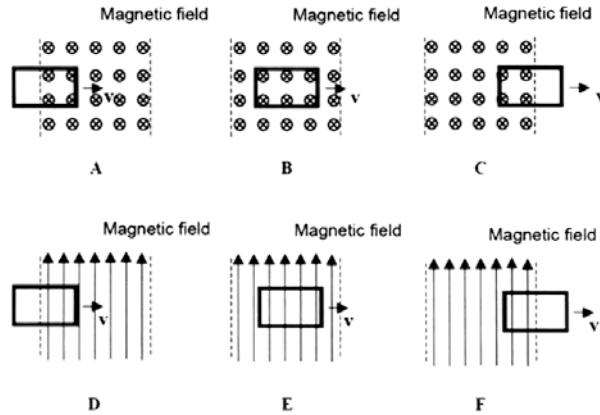 Magnetic field Magnetic field Magnetic field
v v v
A B C
Magnetic field Magnetic field Magnetic field
v v v
D E F